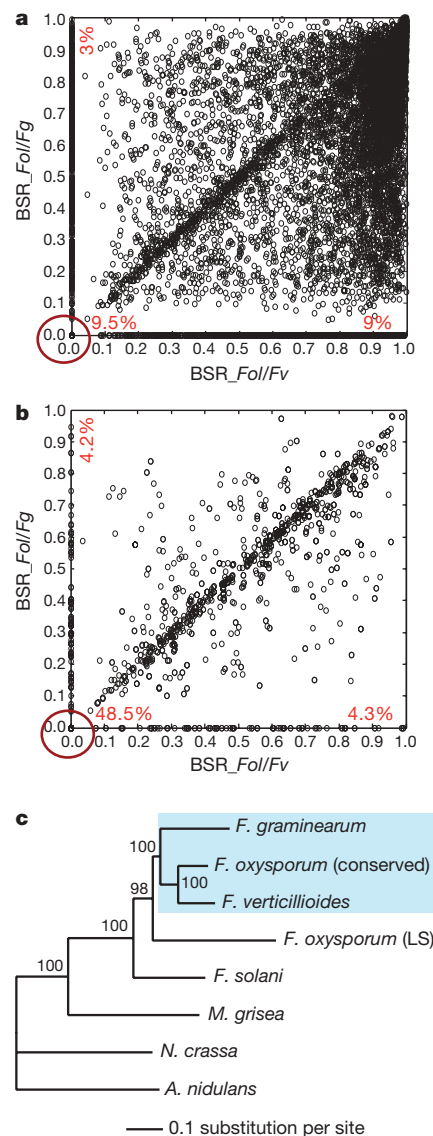 a
1.0
0.9
0.8
0.7
0.6
0.5
0.4
0.3
0.2
0.1
0.0
BSR_Fol/Fg
3%
9.5%
9%
0.0 0.1 0.2 0.3 0.4 0.5 0.6 0.7 0.8 0.9 1.0
BSR_Fol/Fv
b
1.0
0.9
0.8
0.7
0.6
0.5
0.4
0.3
0.2
0.1
0.0
BSR_Fol/Fg
4.2%
48.5%
4.3%
0.0 0.1 0.2 0.3 0.4 0.5 0.6 0.7 0.8 0.9 1.0
BSR_Fol/Fv
c
F. graminearum
100
F. oxysporum (conserved)
100
98
F. verticillioides
F. oxysporum (LS)
100
F. solani
100
M. grisea
N. crassa
A. nidulans
0.1 substitution per site